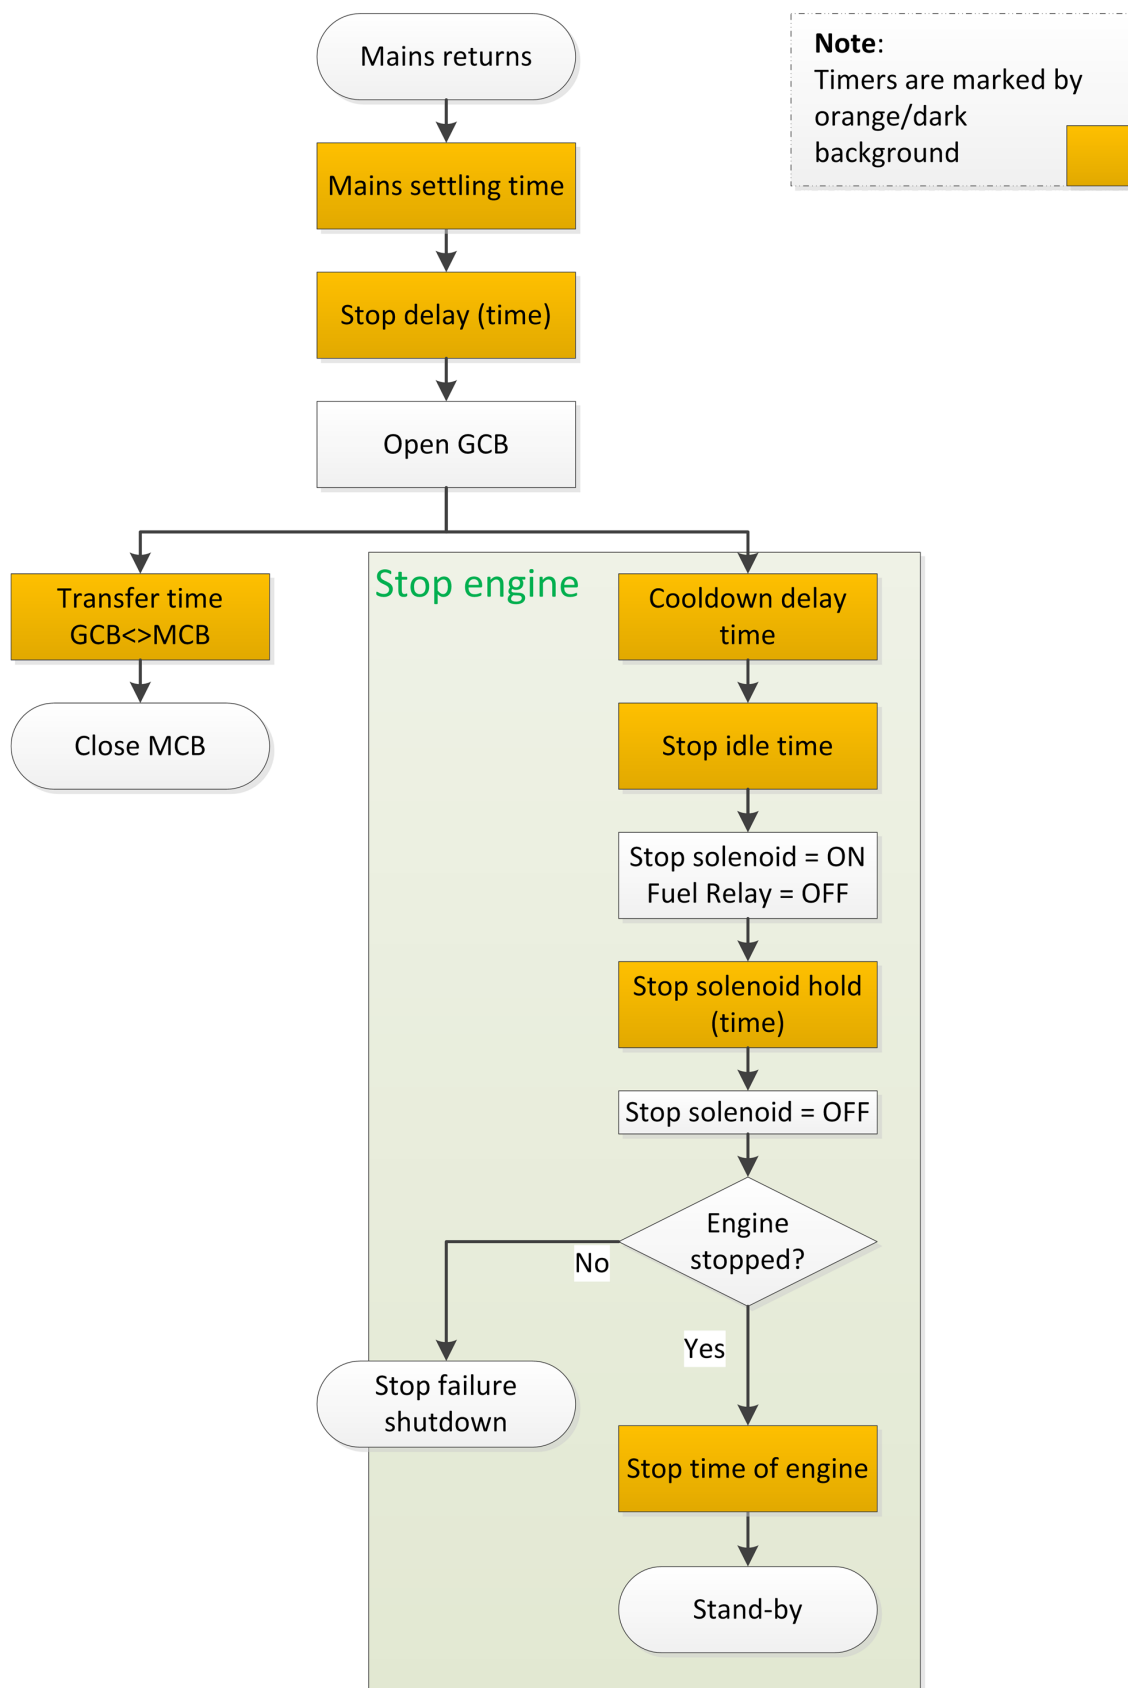 Mains returns
Note:
Timers are marked by
orange/dark
background
Mains settling time
Stop delay (time)
Open GCB
Transfer time
GCB<>MCB
Close MCB
Stop engine
Cooldown delay
time
Stop idle time
Stop solenoid = ON
Fuel Relay = OFF
Stop solenoid hold
(time)
Stop solenoid = OFF
Engine
stopped?
No
Yes
Stop failure
shutdown
Stop time of engine
Stand-by